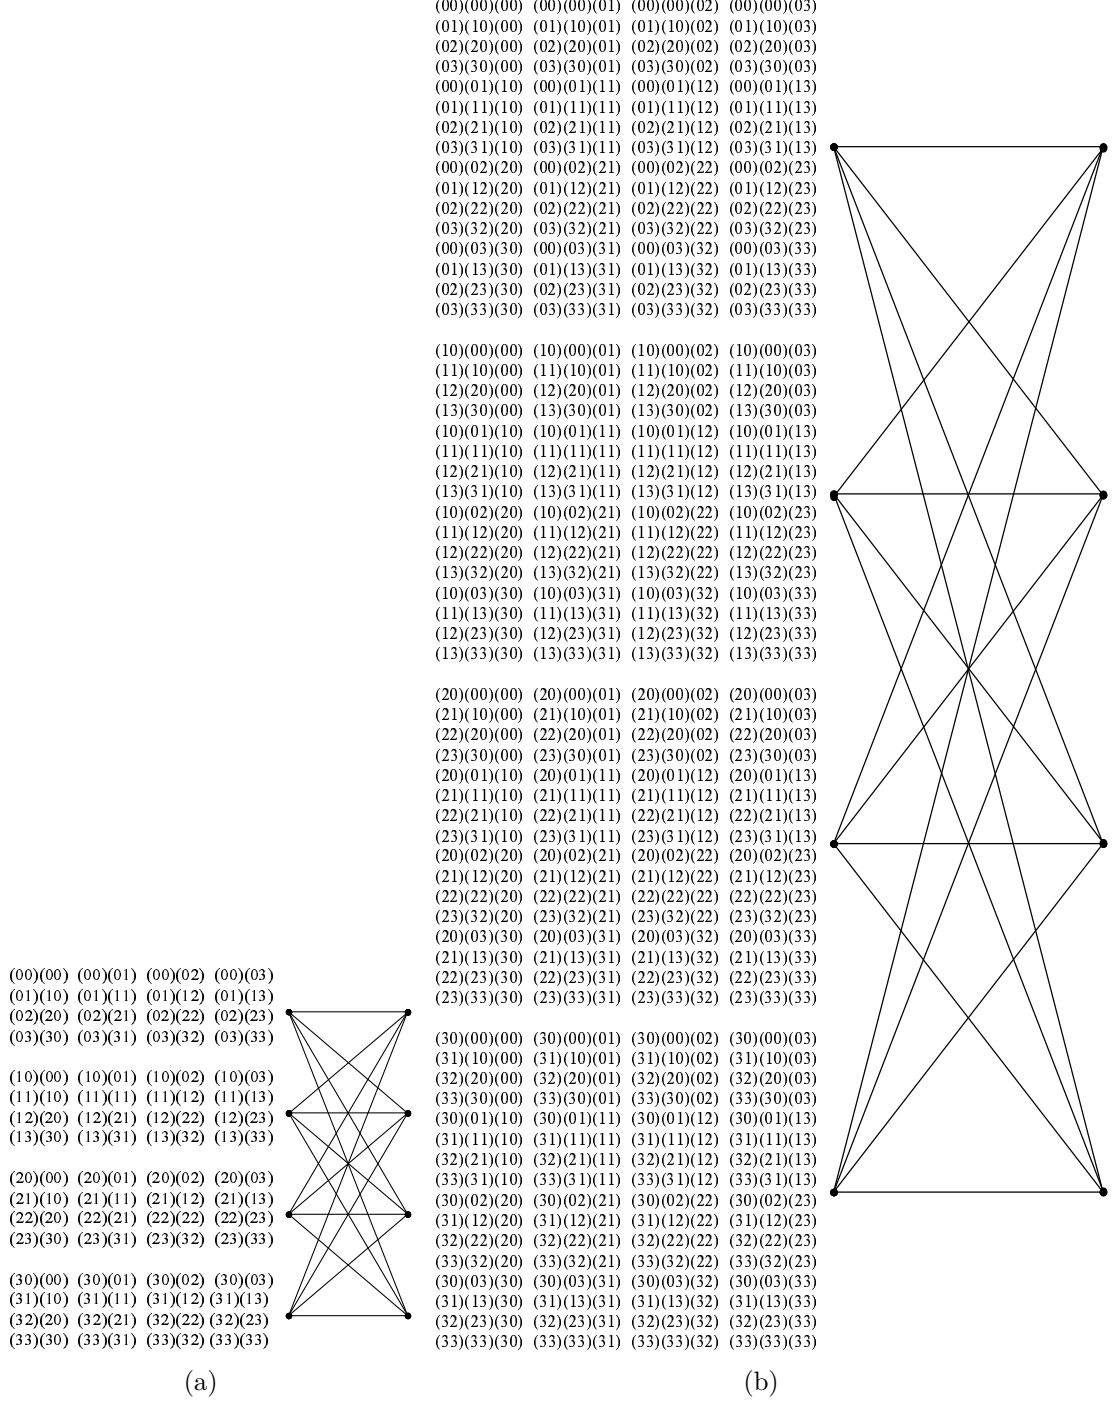 (00)(00) (00)(01) (00)(02) (00)(03)
(01)(10) (01)(11) (01)(12) (01)(13)
(02)(20) (02)(21) (02)(22) (02)(23)
(03)(30) (03)(31) (03)(32) (03)(33)
(10)(00) (10)(01) (10)(02) (10)(03)
(11)(10) (11)(11) (11)(12) (11)(13)
(12)(20) (12)(21) (12)(22) (12)(23)
(13)(30) (13)(31) (13)(32) (13)(33)
(20)(00) (20)(01) (20)(02) (20)(03)
(21)(10) (21)(11) (21)(12) (21)(13)
(22)(20) (22)(21) (22)(22) (22)(23)
(23)(30) (23)(31) (23)(32) (23)(33)
(30)(00) (30)(01) (30)(02) (30)(03)
(31)(10) (31)(11) (31)(12) (31)(13)
(32)(20) (32)(21) (32)(22) (32)(23)
(33)(30) (33)(31) (33)(32) (33)(33)
(a)
(00)(00)(00) (00)(00)(01) (00)(00)(02) (00)(00)(03)
(01)(10)(00) (01)(10)(01) (01)(10)(02) (01)(10)(03)
(02)(20)(00) (02)(20)(01) (02)(20)(02) (02)(20)(03)
(03)(30)(00) (03)(30)(01) (03)(30)(02) (03)(30)(03)
(00)(01)(10) (00)(01)(11) (00)(01)(12) (00)(01)(13)
(01)(11)(10) (01)(11)(11) (01)(11)(12) (01)(11)(13)
(02)(21)(10) (02)(21)(11) (02)(21)(12) (02)(21)(13)
(03)(31)(10) (03)(31)(11) (03)(31)(12) (03)(31)(13)
(00)(02)(20) (00)(02)(21) (00)(02)(22) (00)(02)(23)
(01)(12)(20) (01)(12)(21) (01)(12)(22) (01)(12)(23)
(02)(22)(20) (02)(22)(21) (02)(22)(22) (02)(22)(23)
(03)(32)(20) (03)(32)(21) (03)(32)(22) (03)(32)(23)
(00)(03)(30) (00)(03)(31) (00)(03)(32) (00)(03)(33)
(01)(13)(30) (01)(13)(31) (01)(13)(32) (01)(13)(33)
(02)(23)(30) (02)(23)(31) (02)(23)(32) (02)(23)(33)
(03)(33)(30) (03)(33)(31) (03)(33)(32) (03)(33)(33)
(10)(00)(00) (10)(00)(01) (10)(00)(02) (10)(00)(03)
(11)(10)(00) (11)(10)(01) (11)(10)(02) (11)(10)(03)
(12)(20)(00) (12)(20)(01) (12)(20)(02) (12)(20)(03)
(13)(30)(00) (13)(30)(01) (13)(30)(02) (13)(30)(03)
(10)(01)(10) (10)(01)(11) (10)(01)(12) (10)(01)(13)
(11)(11)(10) (11)(11)(11) (11)(11)(12) (11)(11)(13)
(12)(21)(10) (12)(21)(11) (12)(21)(12) (12)(21)(13)
(13)(31)(10) (13)(31)(11) (13)(31)(12) (13)(31)(13)
(10)(02)(20) (10)(02)(21) (10)(02)(22) (10)(02)(23)
(11)(12)(20) (11)(12)(21) (11)(12)(22) (11)(12)(23)
(12)(22)(20) (12)(22)(21) (12)(22)(22) (12)(22)(23)
(13)(32)(20) (13)(32)(21) (13)(32)(22) (13)(32)(23)
(10)(03)(30) (10)(03)(31) (10)(03)(32) (10)(03)(33)
(11)(13)(30) (11)(13)(31) (11)(13)(32) (11)(13)(33)
(12)(23)(30) (12)(23)(31) (12)(23)(32) (12)(23)(33)
(13)(33)(30) (13)(33)(31) (13)(33)(32) (13)(33)(33)
(20)(00)(00) (20)(00)(01) (20)(00)(02) (20)(00)(03)
(21)(10)(00) (21)(10)(01) (21)(10)(02) (21)(10)(03)
(22)(20)(00) (22)(20)(01) (22)(20)(02) (22)(20)(03)
(23)(30)(00) (23)(30)(01) (23)(30)(02) (23)(30)(03)
(20)(01)(10) (20)(01)(11) (20)(01)(12) (20)(01)(13)
(21)(11)(10) (21)(11)(11) (21)(11)(12) (21)(11)(13)
(22)(21)(10) (22)(21)(11) (22)(21)(12) (22)(21)(13)
(23)(31)(10) (23)(31)(11) (23)(31)(12) (23)(31)(13)
(20)(02)(20) (20)(02)(21) (20)(02)(22) (20)(02)(23)
(21)(12)(20) (21)(12)(21) (21)(12)(22) (21)(12)(23)
(22)(22)(20) (22)(22)(21) (22)(22)(22) (22)(22)(23)
(23)(32)(20) (23)(32)(21) (23)(32)(22) (23)(32)(23)
(20)(03)(30) (20)(03)(31) (20)(03)(32) (20)(03)(33)
(21)(13)(30) (21)(13)(31) (21)(13)(32) (21)(13)(33)
(22)(23)(30) (22)(23)(31) (22)(23)(32) (22)(23)(33)
(23)(33)(30) (23)(33)(31) (23)(33)(32) (23)(33)(33)
(30)(00)(00) (30)(00)(01) (30)(00)(02) (30)(00)(03)
(31)(10)(00) (31)(10)(01) (31)(10)(02) (31)(10)(03)
(32)(20)(00) (32)(20)(01) (32)(20)(02) (32)(20)(03)
(33)(30)(00) (33)(30)(01) (33)(30)(02) (33)(30)(03)
(30)(01)(10) (30)(01)(11) (30)(01)(12) (30)(01)(13)
(31)(11)(10) (31)(11)(11) (31)(11)(12) (31)(11)(13)
(32)(21)(10) (32)(21)(11) (32)(21)(12) (32)(21)(13)
(33)(31)(10) (33)(31)(11) (33)(31)(12) (33)(31)(13)
(30)(02)(20) (30)(02)(21) (30)(02)(22) (30)(02)(23)
(31)(12)(20) (31)(12)(21) (31)(12)(22) (31)(12)(23)
(32)(22)(20) (32)(22)(21) (32)(22)(22) (32)(22)(23)
(33)(32)(20) (33)(32)(21) (33)(32)(22) (33)(32)(23)
(30)(03)(30) (30)(03)(31) (30)(03)(32) (30)(03)(33)
(31)(13)(30) (31)(13)(31) (31)(13)(32) (31)(13)(33)
(32)(23)(30) (32)(23)(31) (32)(23)(32) (32)(23)(33)
(33)(33)(30) (33)(33)(31) (33)(33)(32) (33)(33)(33)
(b)